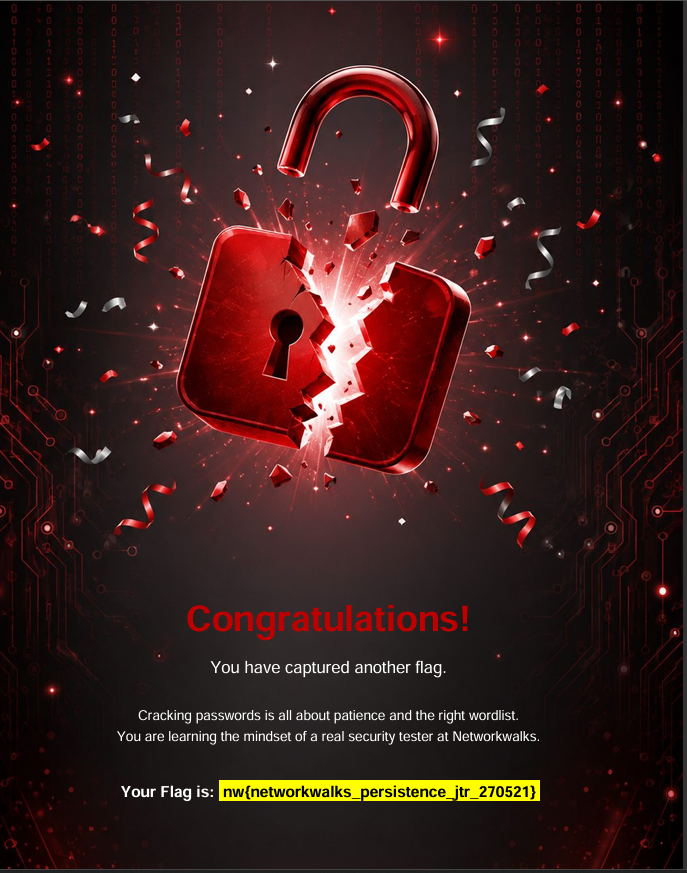 Congratulations!
You have captured another flag.
Cracking passwords is all about patience and the right wordlist.
You are learning the mindset of a real security tester at Networkwalks.
Your Flag is: nw{networkwalks_persistence_jtr_270521}